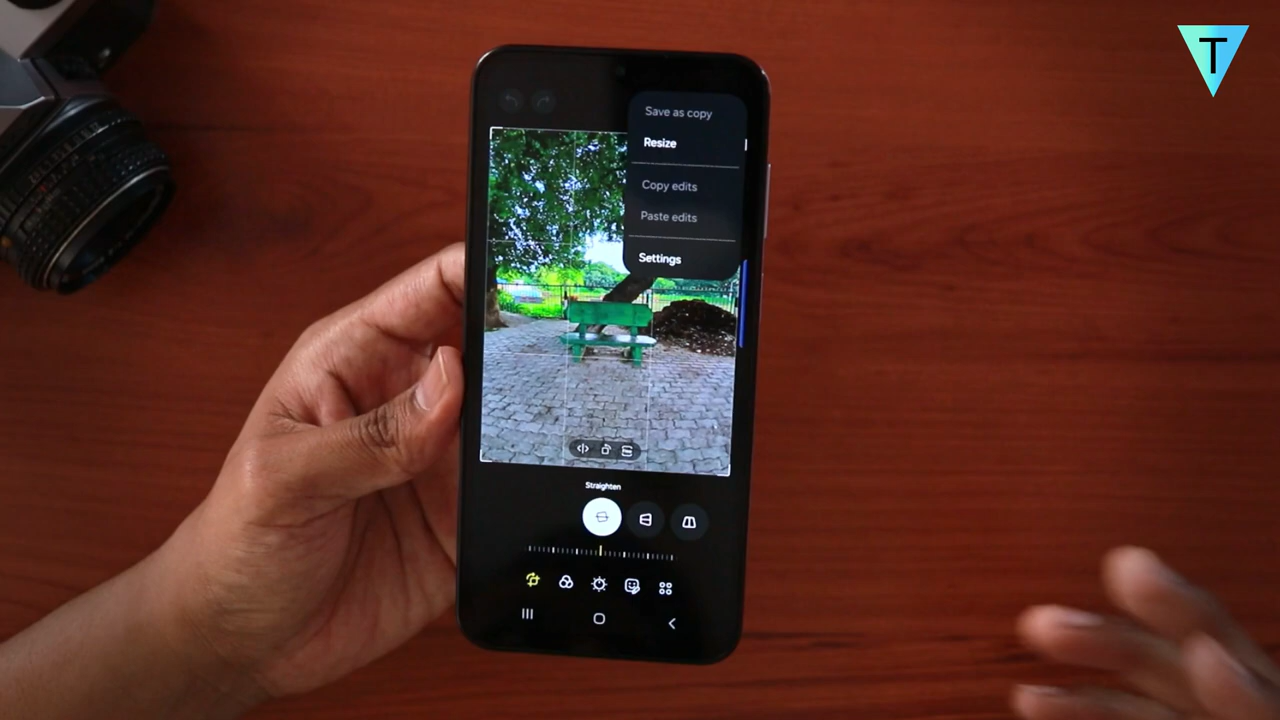 T
Save as copy
Resize
Copy edits
Paste edits
Settings
Straighten